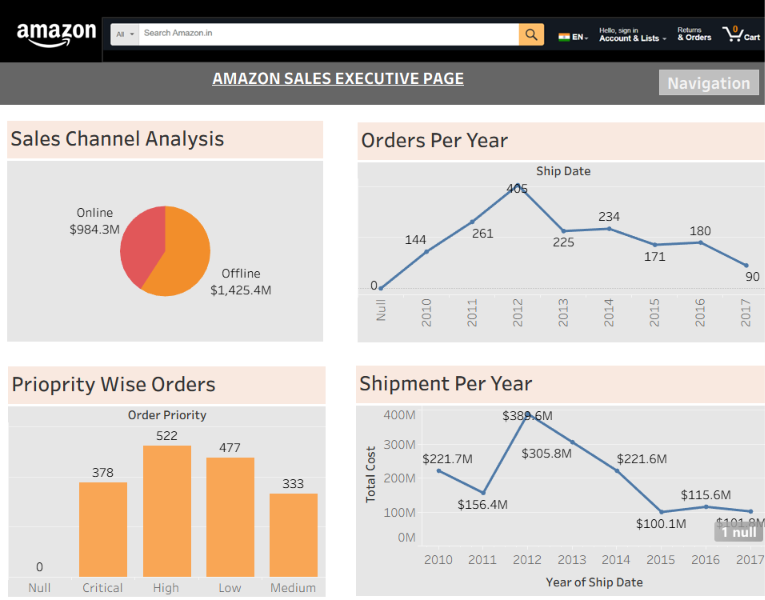 amazon
All
Search Amazon.in
EN
Hello, sign in
Account & Lists
Returns
& Orders
0
Cart
AMAZON SALES EXECUTIVE PAGE
Navigation
Sales Channel Analysis
Online
$984.3M
Offline
$1,425.4M
Orders Per Year
Ship Date
0
144
261
405
225
234
171
180
90
Null
2010
2011
2012
2013
2014
2015
2016
2017
Prioprity Wise Orders
Order Priority
0
378
522
477
333
Null
Critical
High
Low
Medium
Shipment Per Year
Total Cost
400M
300M
200M
100M
0M
$221.7M
$156.4M
$305.8M
$221.6M
$100.1M
$115.6M
1 null
2010
2011
2012
2013
2014
2015
2016
2017
Year of Ship Date